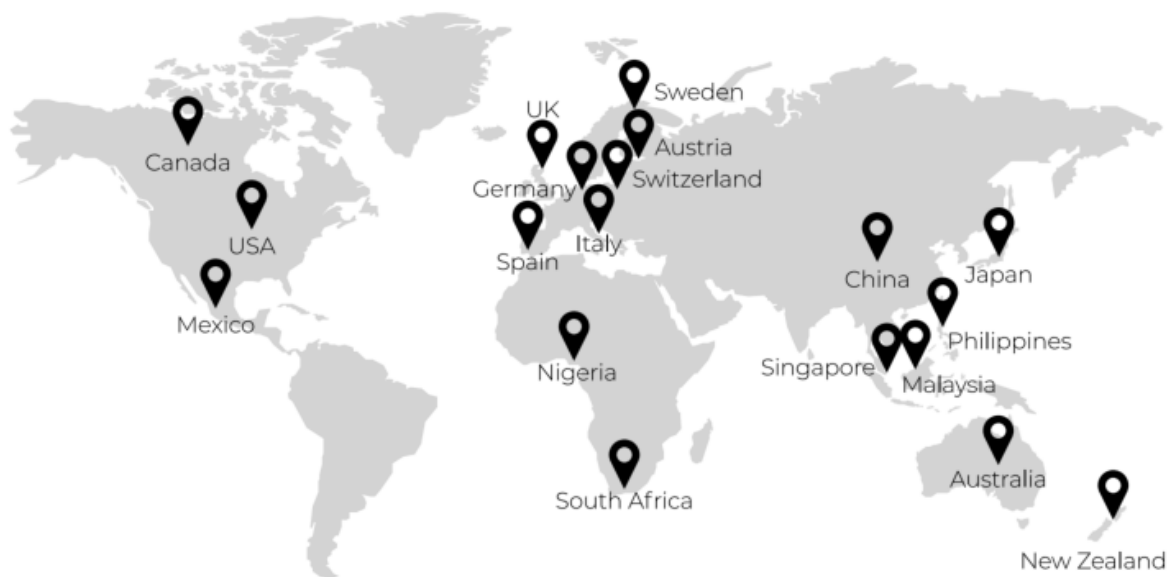 Sweden
UK
Austria
Canada
Switzerland
Germany
USA
Italy
Spain
China
Japan
Mexico
Philippines
Singapore
Nigeria
Malaysia
Australia
South Africa
New Zealand